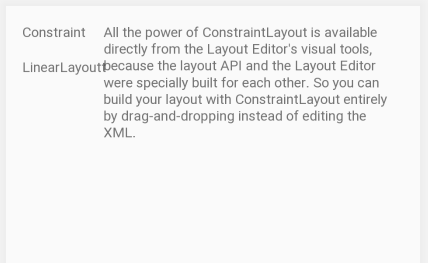 Constraint
LinearLayout
All the power of ConstraintLayout is available
directly from the Layout Editor's visual tools,
because the layout API and the Layout Editor
were specially built for each other. So you can
build your layout with ConstraintLayout entirely
by drag-and-dropping instead of editing the
XML.